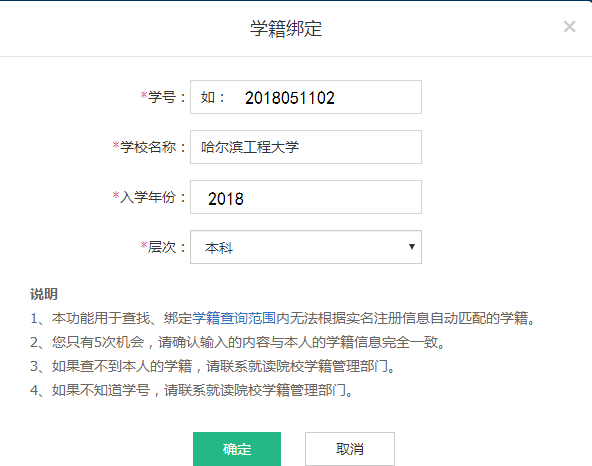 学籍绑定
×
*学号： 如： 2018051102
*学校名称： 哈尔滨工程大学
*入学年份： 2018
*层次： 本科
说明
1、本功能用于查找、绑定学籍查询范围内无法根据实名注册信息自动匹配的学籍。
2、您只有5次机会，请确认输入的内容与本人的学籍信息完全一致。
3、如果查不到本人的学籍，请联系就读院校学籍管理部门。
4、如果不知道学号，请联系就读院校学籍管理部门。
确定 取消